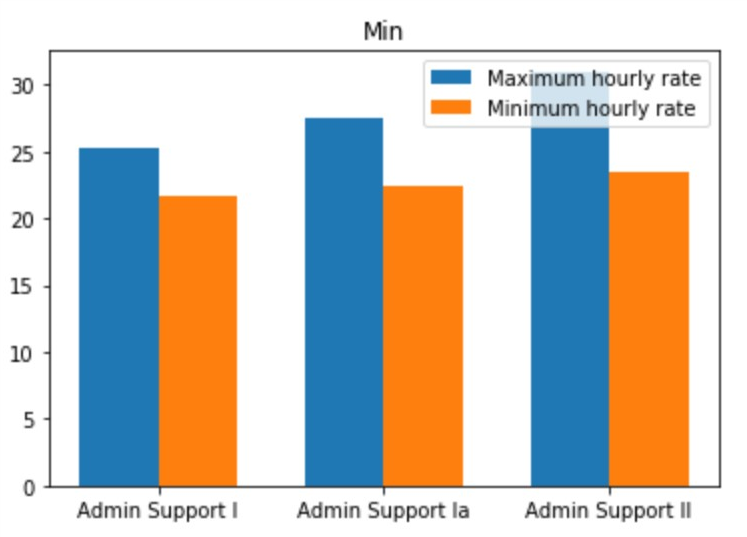 Min
Maximum hourly rate
Minimum hourly rate
30
25
20
15
10
5
0
Admin Support I
Admin Support Ia
Admin Support II